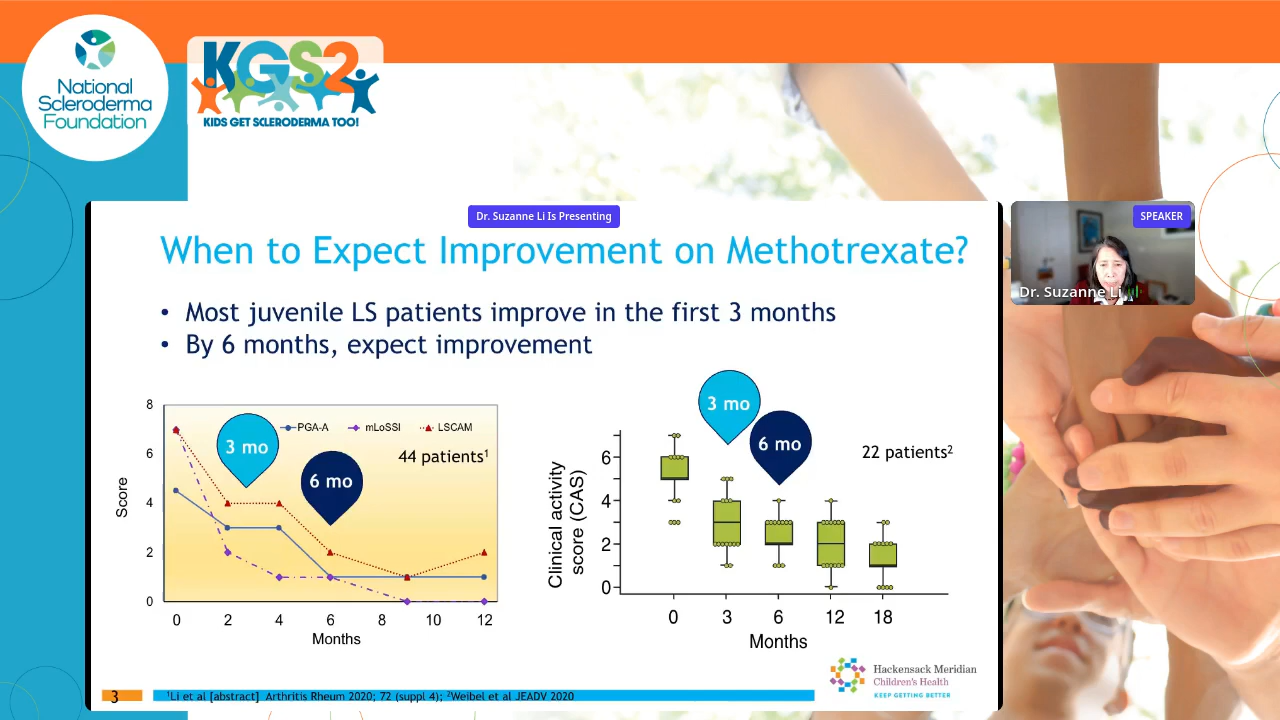 National
Scleroderma
Foundation
KGS2
KIDS GET SCLERODERMA TOO!
Dr. Suzanne Li Is Presenting
SPEAKER
Dr. Suzanne Li
When to Expect Improvement on Methotrexate?
• Most juvenile LS patients improve in the first 3 months
• By 6 months, expect improvement
8
6
4
2
0
Score
3 mo
6 mo
PGA-A mLoSSI LSCAM
44 patients¹
0 2 4 6 8 10 12
Months
3 mo
6 mo
22 patients²
Clinical activity
score (CAS)
6
4
2
0
0 3 6 12 18
Months
Hackensack Meridian
Children's Health
KEEP GETTING BETTER
3
¹Li et al [abstract] Arthritis Rheum 2020; 72 (suppl 4); ²Weibel et al JEADV 2020